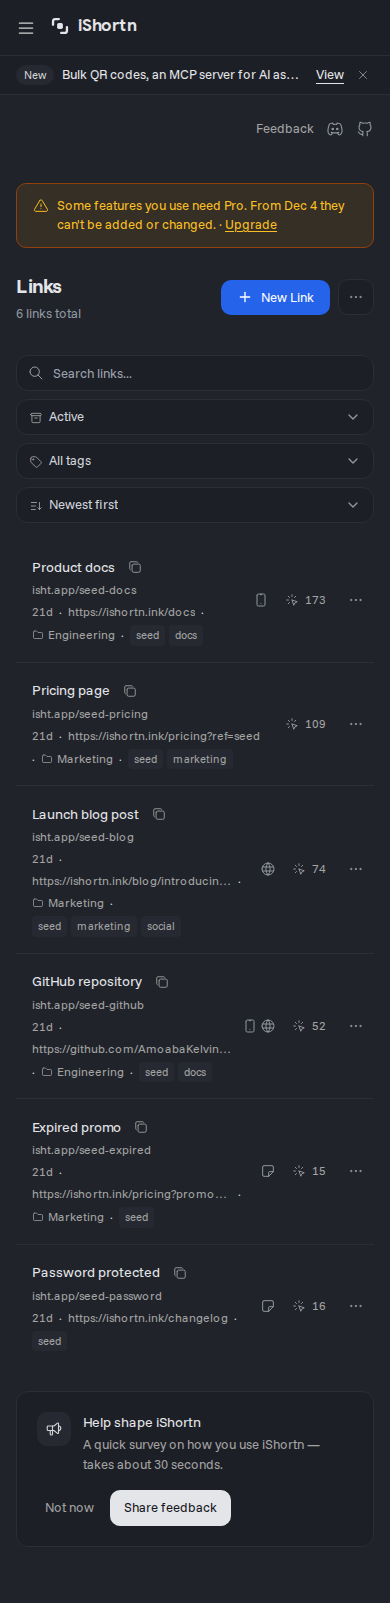 iShortn
New Bulk QR codes, an MCP server for AI as... View
Feedback
Some features you use need Pro. From Dec 4 they
can't be added or changed. · Upgrade
Links
6 links total
New Link
Search links...
Active
All tags
Newest first
Product docs
isht.app/seed-docs
21d · https://ishortn.ink/docs ·
Engineering · seed docs
173
Pricing page
isht.app/seed-pricing
21d · https://ishortn.ink/pricing?ref=seed
· Marketing · seed marketing
109
Launch blog post
isht.app/seed-blog
21d ·
https://ishortn.ink/blog/introducin... ·
Marketing ·
seed marketing social
74
GitHub repository
isht.app/seed-github
21d ·
https://github.com/AmoabaKelvin...
· Engineering · seed docs
52
Expired promo
isht.app/seed-expired
21d ·
https://ishortn.ink/pricing?promo... ·
Marketing · seed
15
Password protected
isht.app/seed-password
21d · https://ishortn.ink/changelog ·
seed
16
Help shape iShortn
A quick survey on how you use iShortn —
takes about 30 seconds.
Not now Share feedback